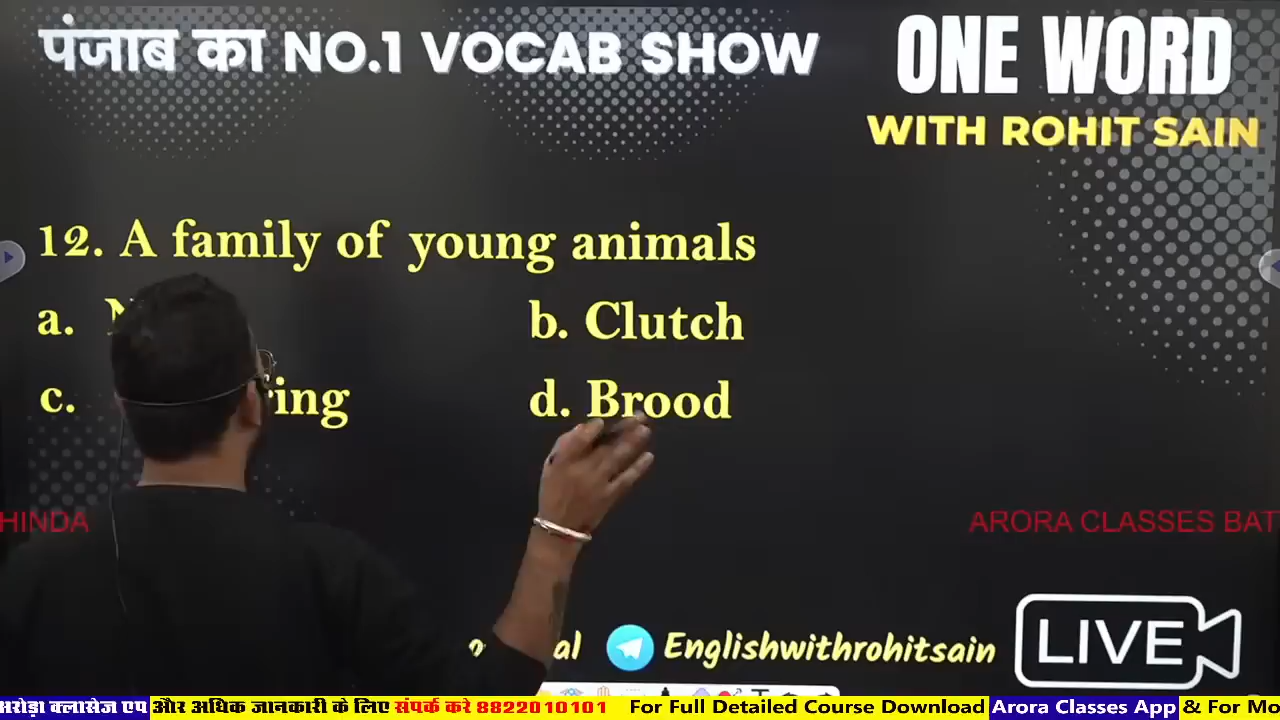 पंजाब का NO.1 VOCAB SHOW
ONE WORD
WITH ROHIT SAIN
12. A family of young animals
a.
b. Clutch
c.
d. Brood
HINDA
ARORA CLASSES BAT
Englishwithrohitsain
LIVE
अरोड़ा क्लासेज एप और अधिक जानकारी के लिए संपर्क करे 8822010101 For Full Detailed Course Download Arora Classes App & For Mo